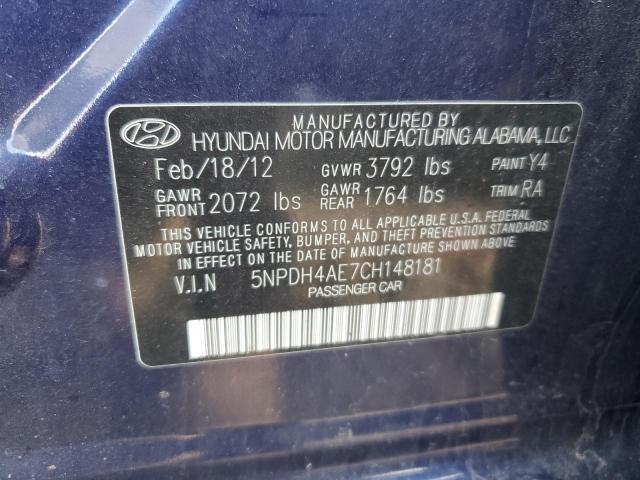 MANUFACTURED BY
HYUNDAI MOTOR MANUFACTURING ALABAMA, LLC
Feb/18/12 GVWR 3792 lbs PAINT Y4
GAWR FRONT 2072 lbs GAWR REAR 1764 lbs TRIM RA
THIS VEHICLE CONFORMS TO ALL APPLICABLE U.S.A. FEDERAL
MOTOR VEHICLE SAFETY, BUMPER, AND THEFT PREVENTION STANDARDS
IN EFFECT ON THE DATE OF MANUFACTURE SHOWN ABOVE.
V.I.N 5NPDH4AE7CH148181
PASSENGER CAR